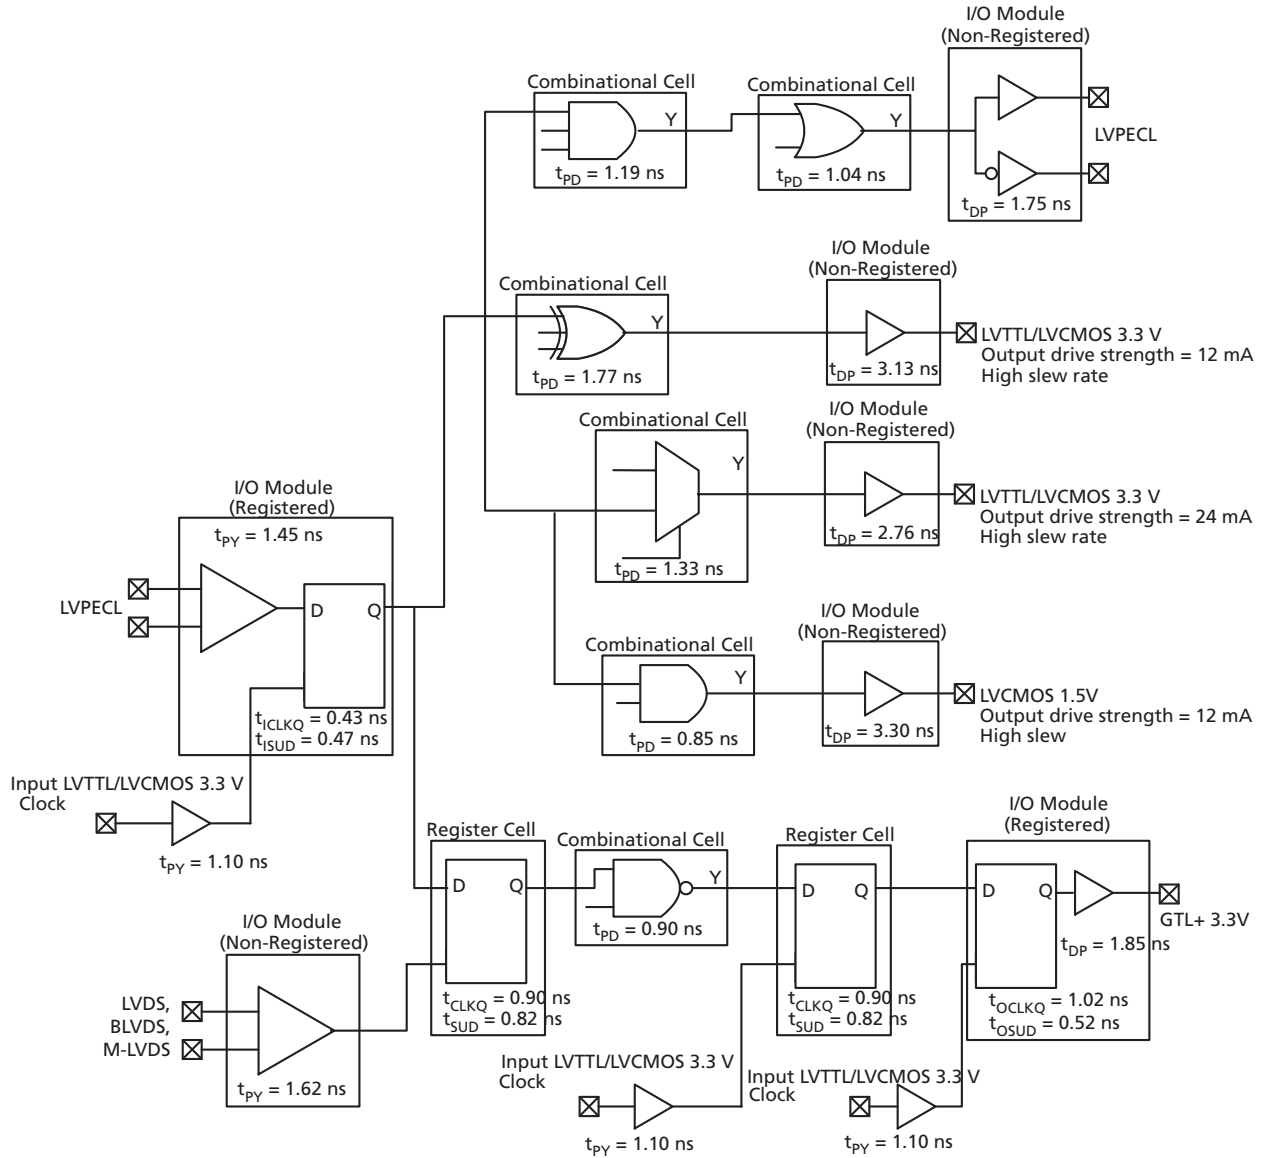 I/O Module
(Non-Registered)
Combinational Cell
Y
tPD = 1.19 ns
Combinational Cell
Y
tPD = 1.04 ns
LVPECL
tDP = 1.75 ns
I/O Module
(Non-Registered)
Combinational Cell
Y
tPD = 1.77 ns
tDP = 3.13 ns
LVTTL/LVCMOS 3.3 V
Output drive strength = 12 mA
High slew rate
I/O Module
(Non-Registered)
Combinational Cell
Y
tPD = 1.33 ns
tDP = 2.76 ns
LVTTL/LVCMOS 3.3 V
Output drive strength = 24 mA
High slew rate
I/O Module
(Registered)
tPY = 1.45 ns
LVPECL
D
Q
tICLKQ = 0.43 ns
tISUD = 0.47 ns
Input LVTTL/LVCMOS 3.3 V
Clock
tPY = 1.10 ns
I/O Module
(Non-Registered)
Combinational Cell
Y
tPD = 0.85 ns
tDP = 3.30 ns
LVCMOS 1.5V
Output drive strength = 12 mA
High slew
Register Cell
D
Q
tCLKQ = 0.90 ns
tSUD = 0.82 ns
Combinational Cell
Y
tPD = 0.90 ns
Register Cell
D
Q
tCLKQ = 0.90 ns
tSUD = 0.82 ns
I/O Module
(Registered)
D
Q
tDP = 1.85 ns
GTL+ 3.3V
tOCLKQ = 1.02 ns
tOSUD = 0.52 ns
I/O Module
(Non-Registered)
LVDS,
BLVDS,
M-LVDS
tPY = 1.62 ns
Input LVTTL/LVCMOS 3.3 V
Clock
tPY = 1.10 ns
Input LVTTL/LVCMOS 3.3 V
Clock
tPY = 1.10 ns